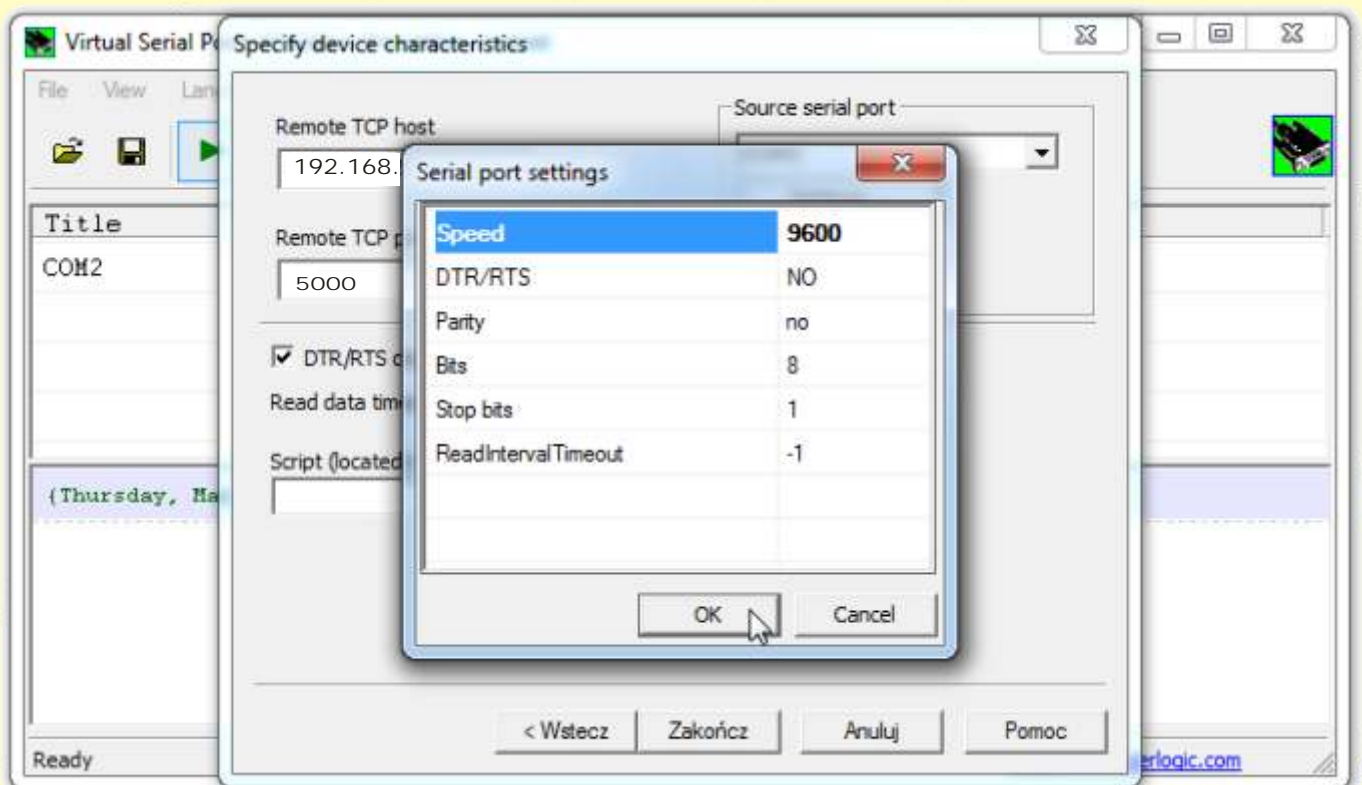 Virtual Serial Po
Specify device characteristics
File View Lan
Remote TCP host
192.168.
Source serial port
Serial port settings
Title
COM2
Remote TCP p
5000
Speed 9600
DTR/RTS NO
Parity no
Bits 8
Stop bits 1
ReadIntervalTimeout -1
DTR/RTS
Read data tim
Script (located
(Thursday, Ma
OK Cancel
< Wstecz Zakończ Anuluj Pomoc
Ready
erlogic.com